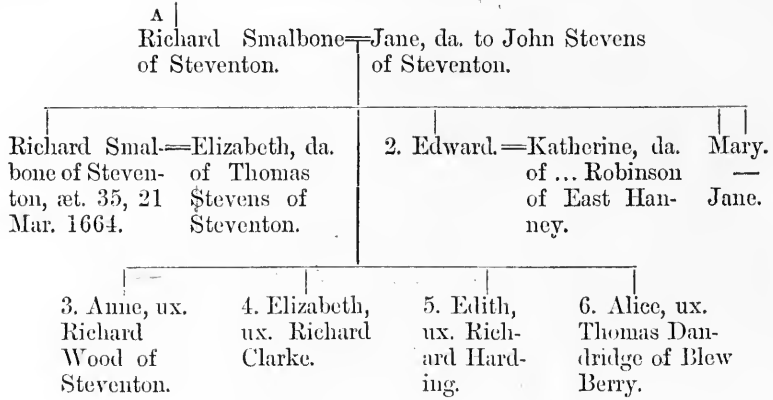 A
Richard Smalbone=Jane, da. to John Stevens
of Steventon. of Steventon.
Richard Smal-=Elizabeth, da. 2. Edward.=Katherine, da. Mary.
bone of Steven- of Thomas of ... Robinson —
ton, æt. 35, 21 Stevens of of East Han- Jane.
Mar. 1664. Steventon. ney.
3. Anne, ux. 4. Elizabeth, 5. Edith, 6. Alice, ux.
Richard ux. Richard ux. Rich- Thomas Dan-
Wood of Clarke. ard Hard- dridge of Blew
Steventon. ing. Berry.